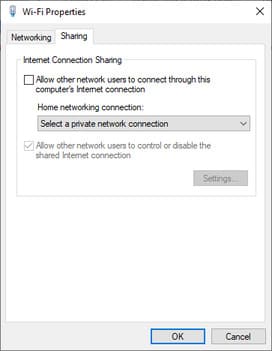 Wi-Fi Properties
Networking
Sharing
Internet Connection Sharing
Allow other network users to connect through this
computer's Internet connection
Home networking connection:
Select a private network connection
Allow other network users to control or disable the
shared Internet connection
Settings...
OK
Cancel